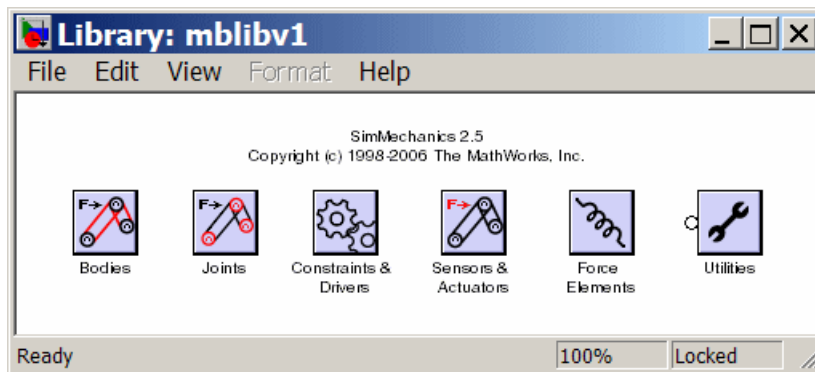 Library: mblibv1
File Edit View Format Help
SimMechanics 2.5
Copyright (c) 1998-2006 The MathWorks, Inc.
F→ F→ F→
Bodies Joints Constraints & Sensors & Force Utilities
Drivers Actuators Elements
Ready 100% Locked